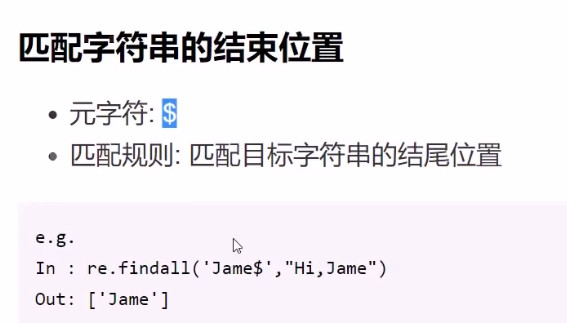 匹配字符串的结束位置
元字符: $
匹配规则: 匹配目标字符串的结尾位置
e.g.
In : re.findall('Jame$',"Hi,Jame")
Out: ['Jame']